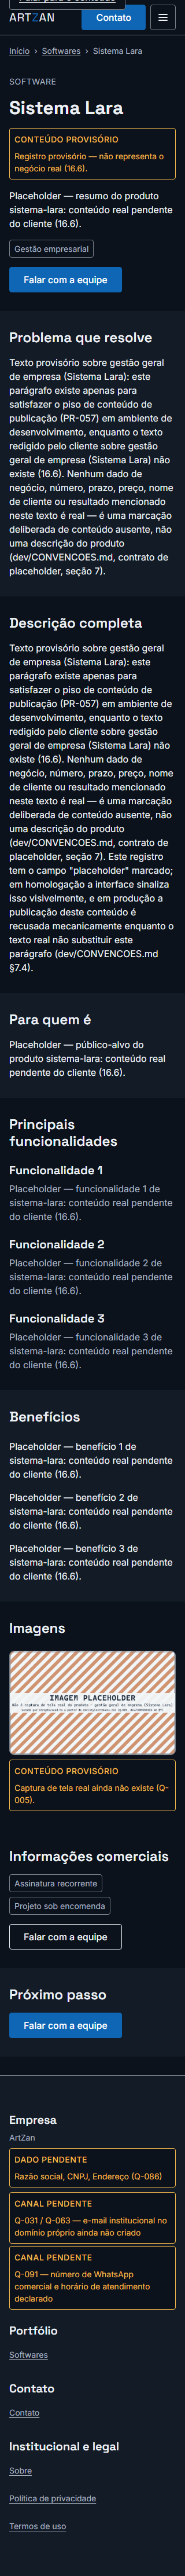 ARTZAN
Contato
Início › Softwares › Sistema Lara
SOFTWARE
Sistema Lara
CONTEÚDO PROVISÓRIO
Registro provisório — não representa o
negócio real (16.6).
Placeholder — resumo do produto
sistema-lara: conteúdo real pendente
do cliente (16.6).
Gestão empresarial
Falar com a equipe
Problema que resolve
Texto provisório sobre gestão geral
de empresa (Sistema Lara): este
parágrafo existe apenas para
satisfazer o piso de conteúdo de
publicação (PR-057) em ambiente de
desenvolvimento, enquanto o texto
redigido pelo cliente sobre gestão
geral de empresa (Sistema Lara) não
existe (16.6). Nenhum dado de
negócio, número, prazo, preço, nome
de cliente ou resultado mencionado
neste texto é real — é uma marcação
deliberada de conteúdo ausente, não
uma descrição do produto
(dev/CONVENCOES.md, contrato de
placeholder, seção 7).
Descrição completa
Texto provisório sobre gestão geral
de empresa (Sistema Lara): este
parágrafo existe apenas para
satisfazer o piso de conteúdo de
publicação (PR-057) em ambiente de
desenvolvimento, enquanto o texto
redigido pelo cliente sobre gestão
geral de empresa (Sistema Lara) não
existe (16.6). Nenhum dado de
negócio, número, prazo, preço, nome
de cliente ou resultado mencionado
neste texto é real — é uma marcação
deliberada de conteúdo ausente, não
uma descrição do produto
(dev/CONVENCOES.md, contrato de
placeholder, seção 7). Este registro
tem o campo "placeholder" marcado;
em homologação a interface sinaliza
isso visivelmente, e em produção a
publicação deste conteúdo é
recusada mecanicamente enquanto o
texto real não substituir este
parágrafo (dev/CONVENCOES.md
§7.4).
Para quem é
Placeholder — público-alvo do
produto sistema-lara: conteúdo real
pendente do cliente (16.6).
Principais
funcionalidades
Funcionalidade 1
Placeholder — funcionalidade 1 de
sistema-lara: conteúdo real pendente
do cliente (16.6).
Funcionalidade 2
Placeholder — funcionalidade 2 de
sistema-lara: conteúdo real pendente
do cliente (16.6).
Funcionalidade 3
Placeholder — funcionalidade 3 de
sistema-lara: conteúdo real pendente
do cliente (16.6).
Benefícios
Placeholder — benefício 1 de
sistema-lara: conteúdo real pendente
do cliente (16.6).
Placeholder — benefício 2 de
sistema-lara: conteúdo real pendente
do cliente (16.6).
Placeholder — benefício 3 de
sistema-lara: conteúdo real pendente
do cliente (16.6).
Imagens
IMAGEM PLACEHOLDER
CONTEÚDO PROVISÓRIO
Captura de tela real ainda não existe (Q-
005).
Informações comerciais
Assinatura recorrente
Projeto sob encomenda
Falar com a equipe
Próximo passo
Falar com a equipe
Empresa
ArtZan
DADO PENDENTE
Razão social, CNPJ, Endereço (Q-086)
CANAL PENDENTE
Q-031 / Q-063 — e-mail institucional no
domínio próprio ainda não criado
CANAL PENDENTE
Q-091 — número de WhatsApp
comercial e horário de atendimento
declarado
Portfólio
Softwares
Contato
Contato
Institucional e legal
Sobre
Política de privacidade
Termos de uso